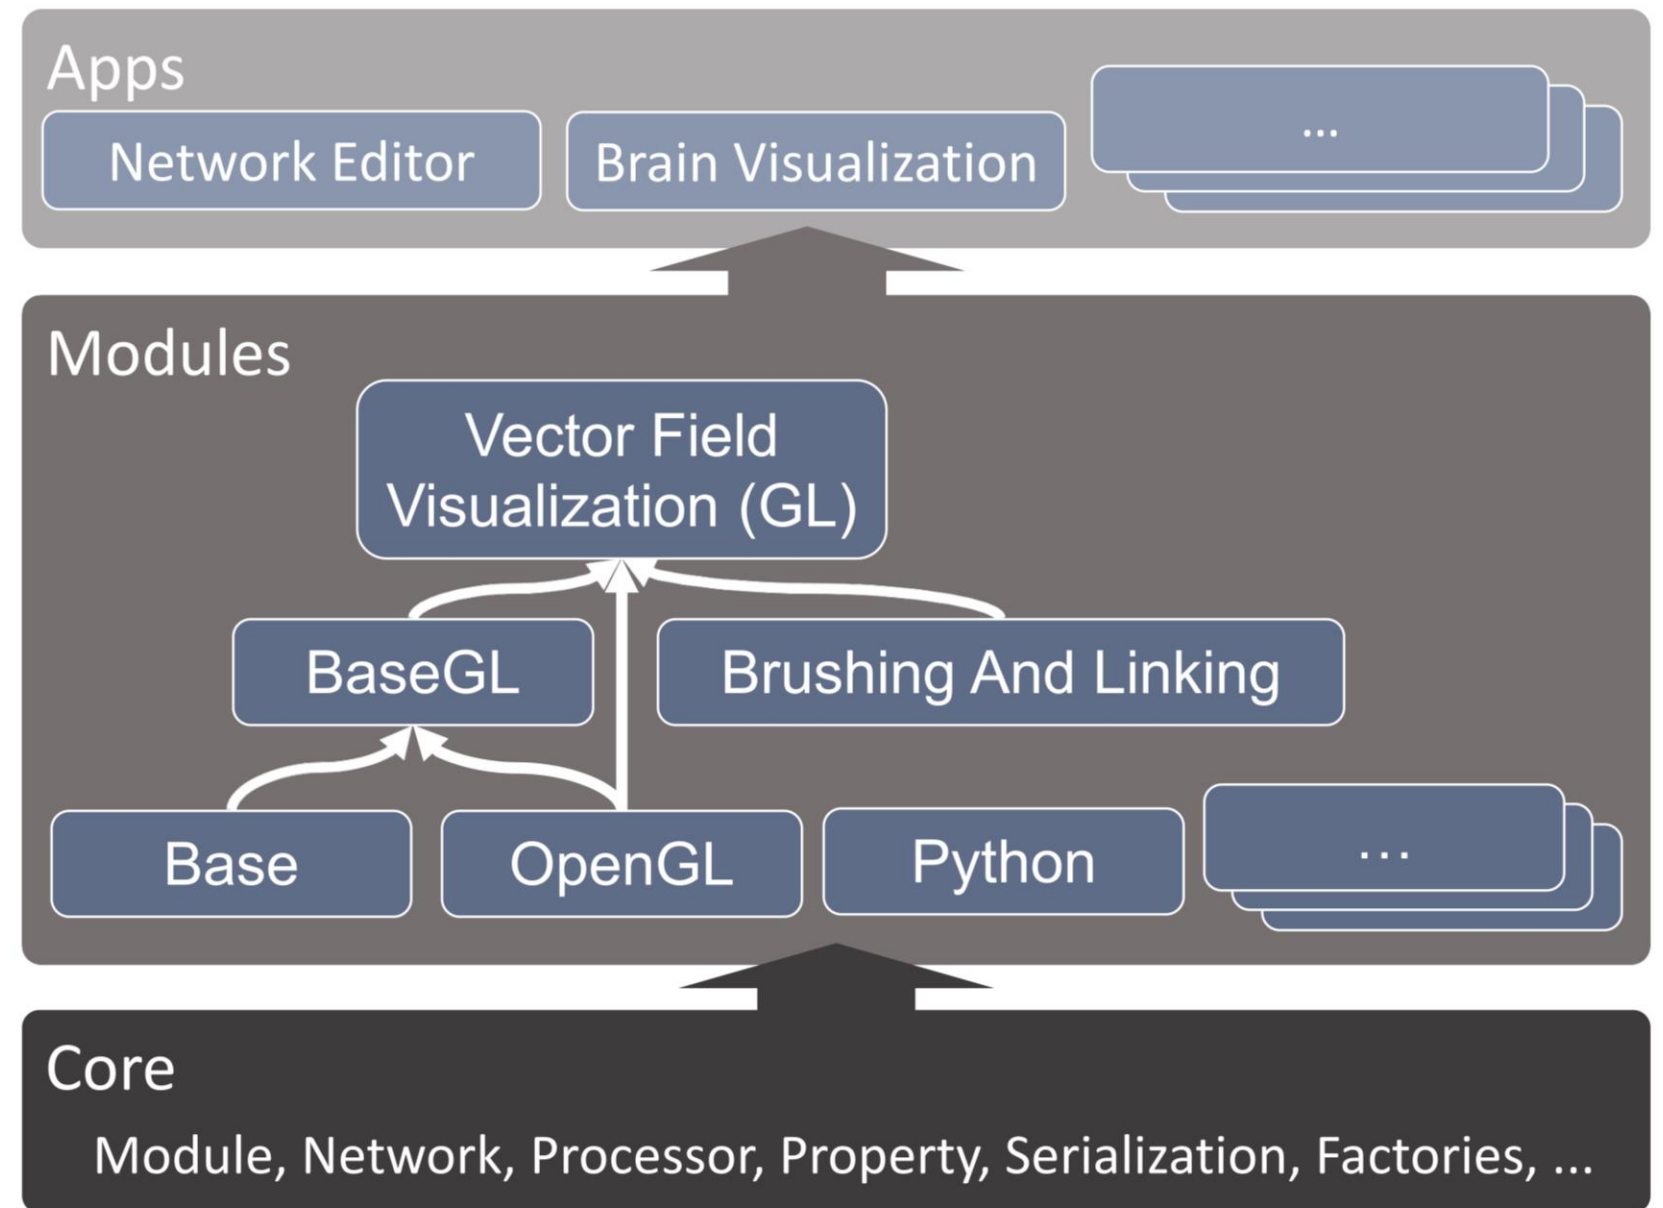 Apps
Network Editor
Brain Visualization
...
Modules
Vector Field
Visualization (GL)
BaseGL
Brushing And Linking
Base
OpenGL
Python
...
Core
Module, Network, Processor, Property, Serialization, Factories, ...